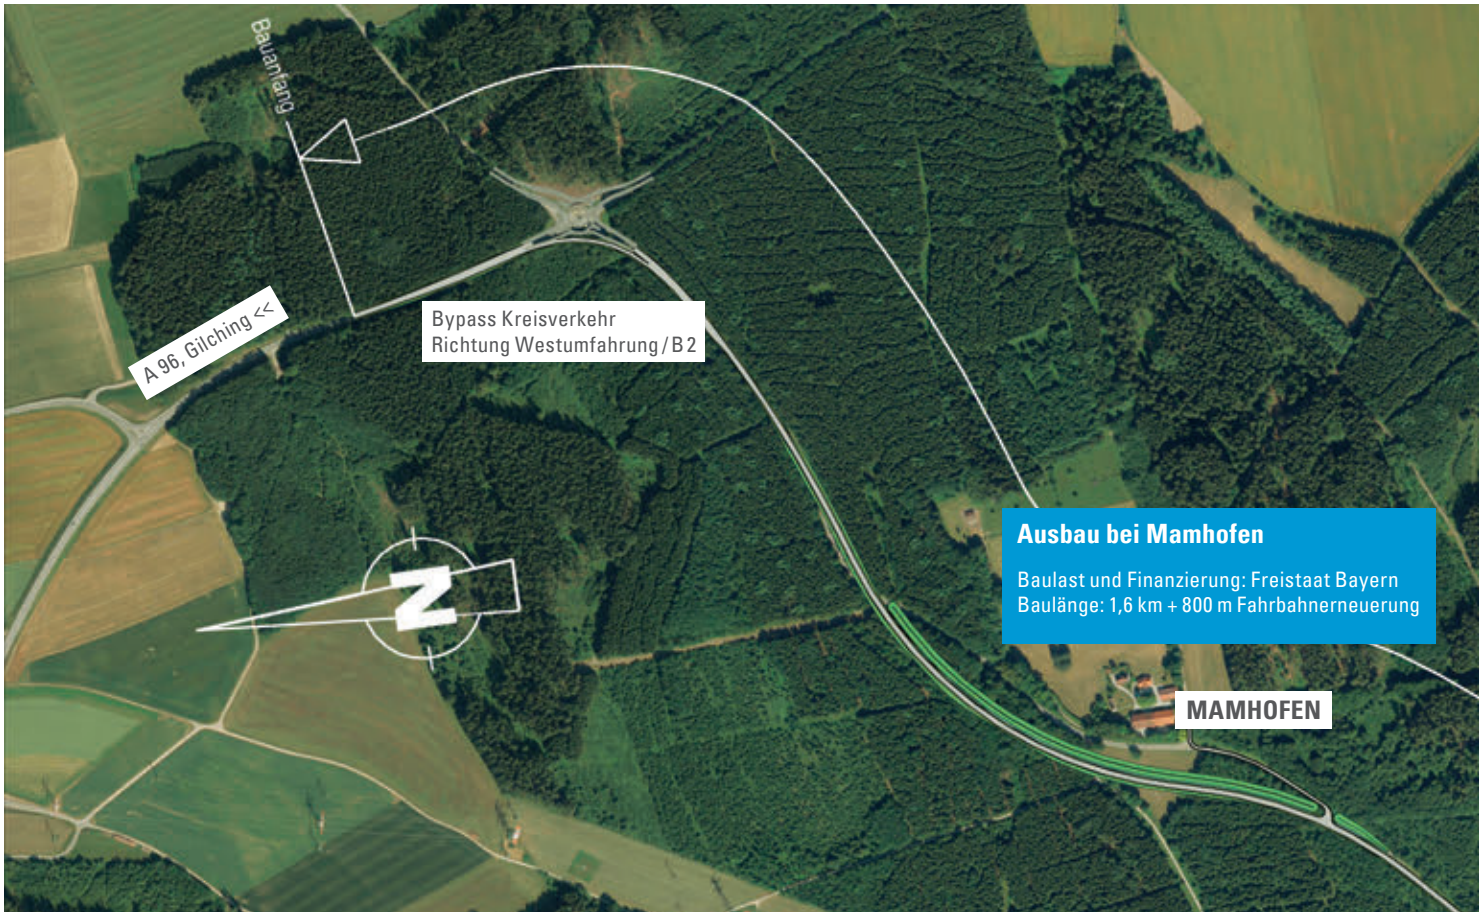 Bauanfang
A 96, Gilching <<
Bypass Kreisverkehr
Richtung Westumfahrung / B 2
N
Ausbau bei Mamhofen
Baulast und Finanzierung: Freistaat Bayern
Baulänge: 1,6 km + 800 m Fahrbahnerneuerung
MAMHOFEN